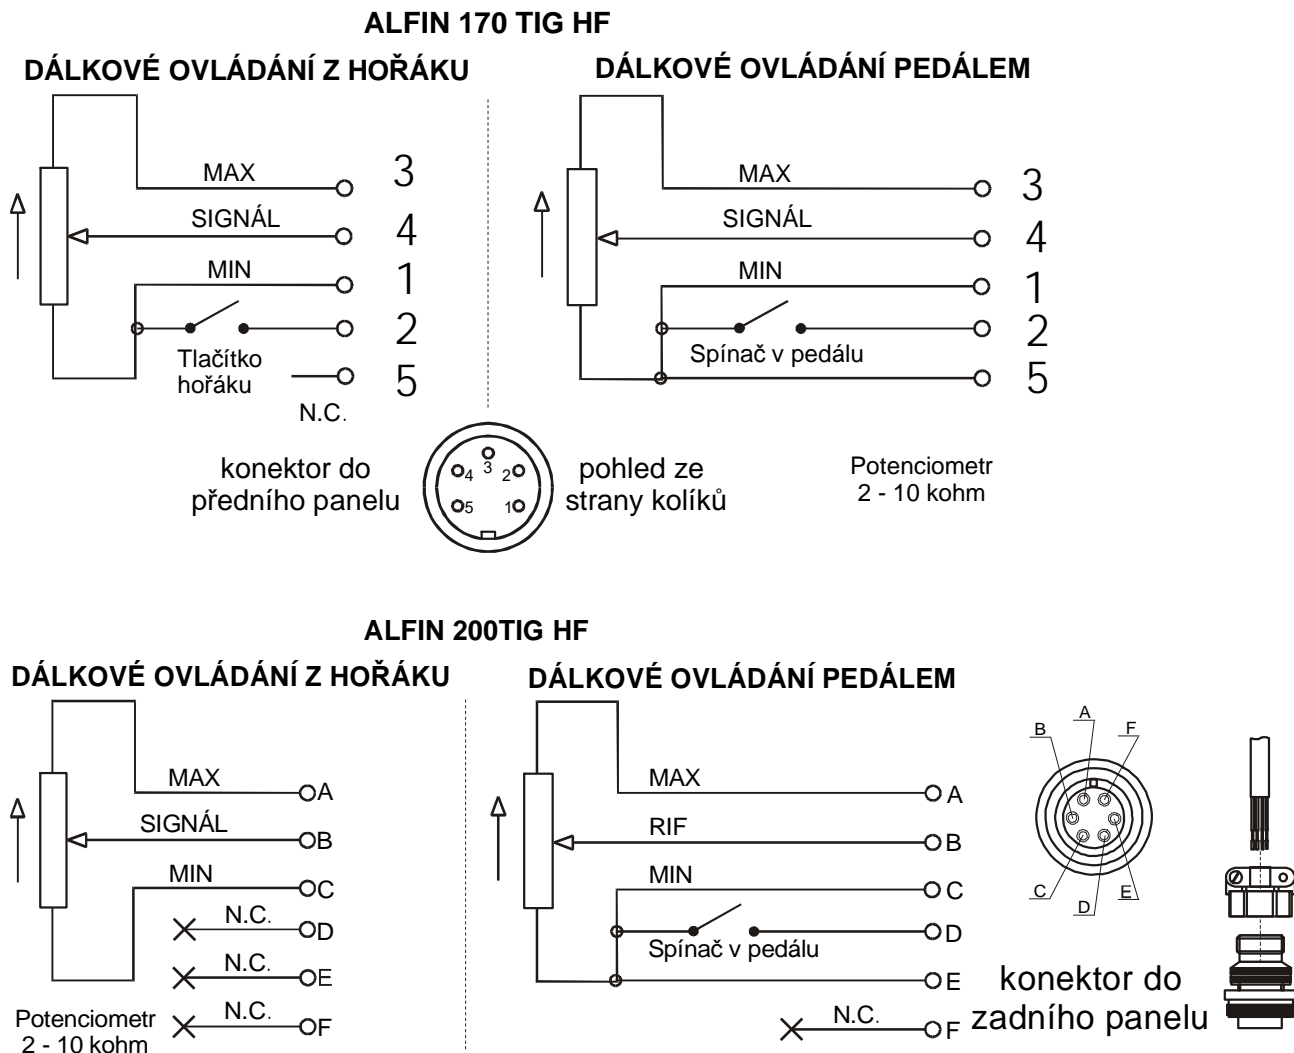 ALFIN 170 TIG HF
DÁLKOVÉ OVLÁDÁNÍ Z HOŘÁKU
MAX
3
SIGNÁL
4
MIN
1
2
Tlačítko
hořáku
5
N.C.
DÁLKOVÉ OVLÁDÁNÍ PEDÁLEM
MAX
3
SIGNÁL
4
MIN
1
2
Spínač v pedálu
5
konektor do
předního panelu
3
4
2
5
1
pohled ze
strany kolíků
Potenciometr
2 - 10 kohm
ALFIN 200TIG HF
DÁLKOVÉ OVLÁDÁNÍ Z HOŘÁKU
MAX
A
SIGNÁL
B
MIN
C
N.C.
D
N.C.
E
N.C.
F
Potenciometr
2 - 10 kohm
DÁLKOVÉ OVLÁDÁNÍ PEDÁLEM
MAX
A
RIF
B
MIN
C
D
Spínač v pedálu
E
N.C.
F
A
B
F
C
D
E
konektor do
zadního panelu